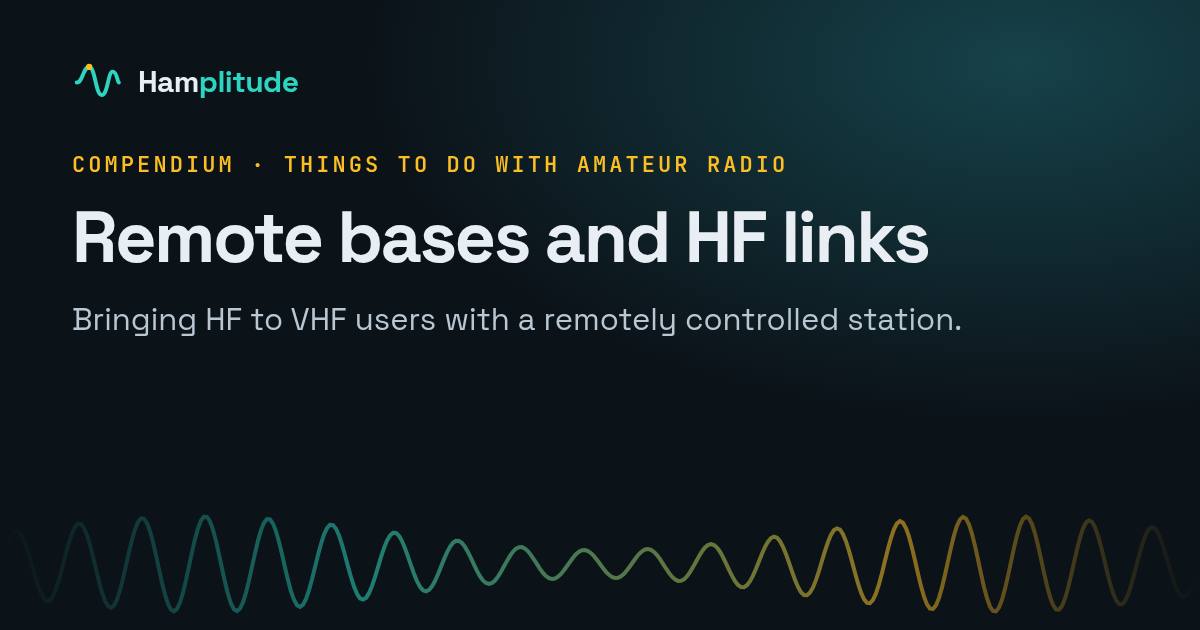 Hamplitude
COMPENDIUM · THINGS TO DO WITH AMATEUR RADIO
Remote bases and HF links
Bringing HF to VHF users with a remotely controlled station.